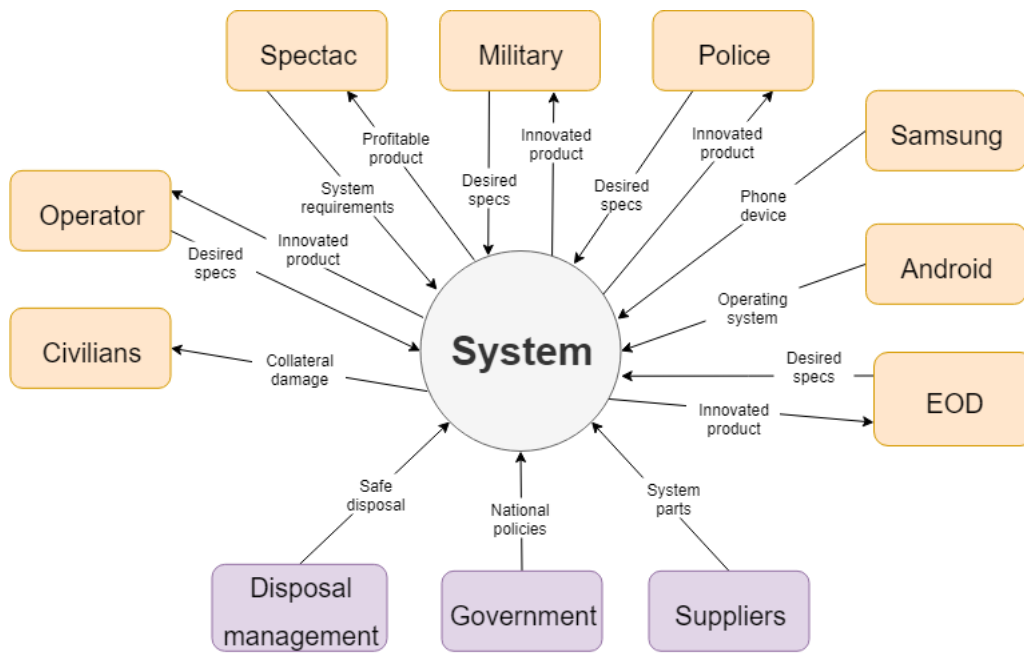 Spectac
Military
Police
Samsung
Profitable
product
Innovated
product
Innovated
product
System
requirements
Desired
specs
Desired
specs
Phone
device
Operator
Desired
specs
Innovated
product
Android
Operating
system
System
Civilians
Collateral
damage
Desired
specs
EOD
Innovated
product
Safe
disposal
National
policies
System
parts
Disposal
management
Government
Suppliers